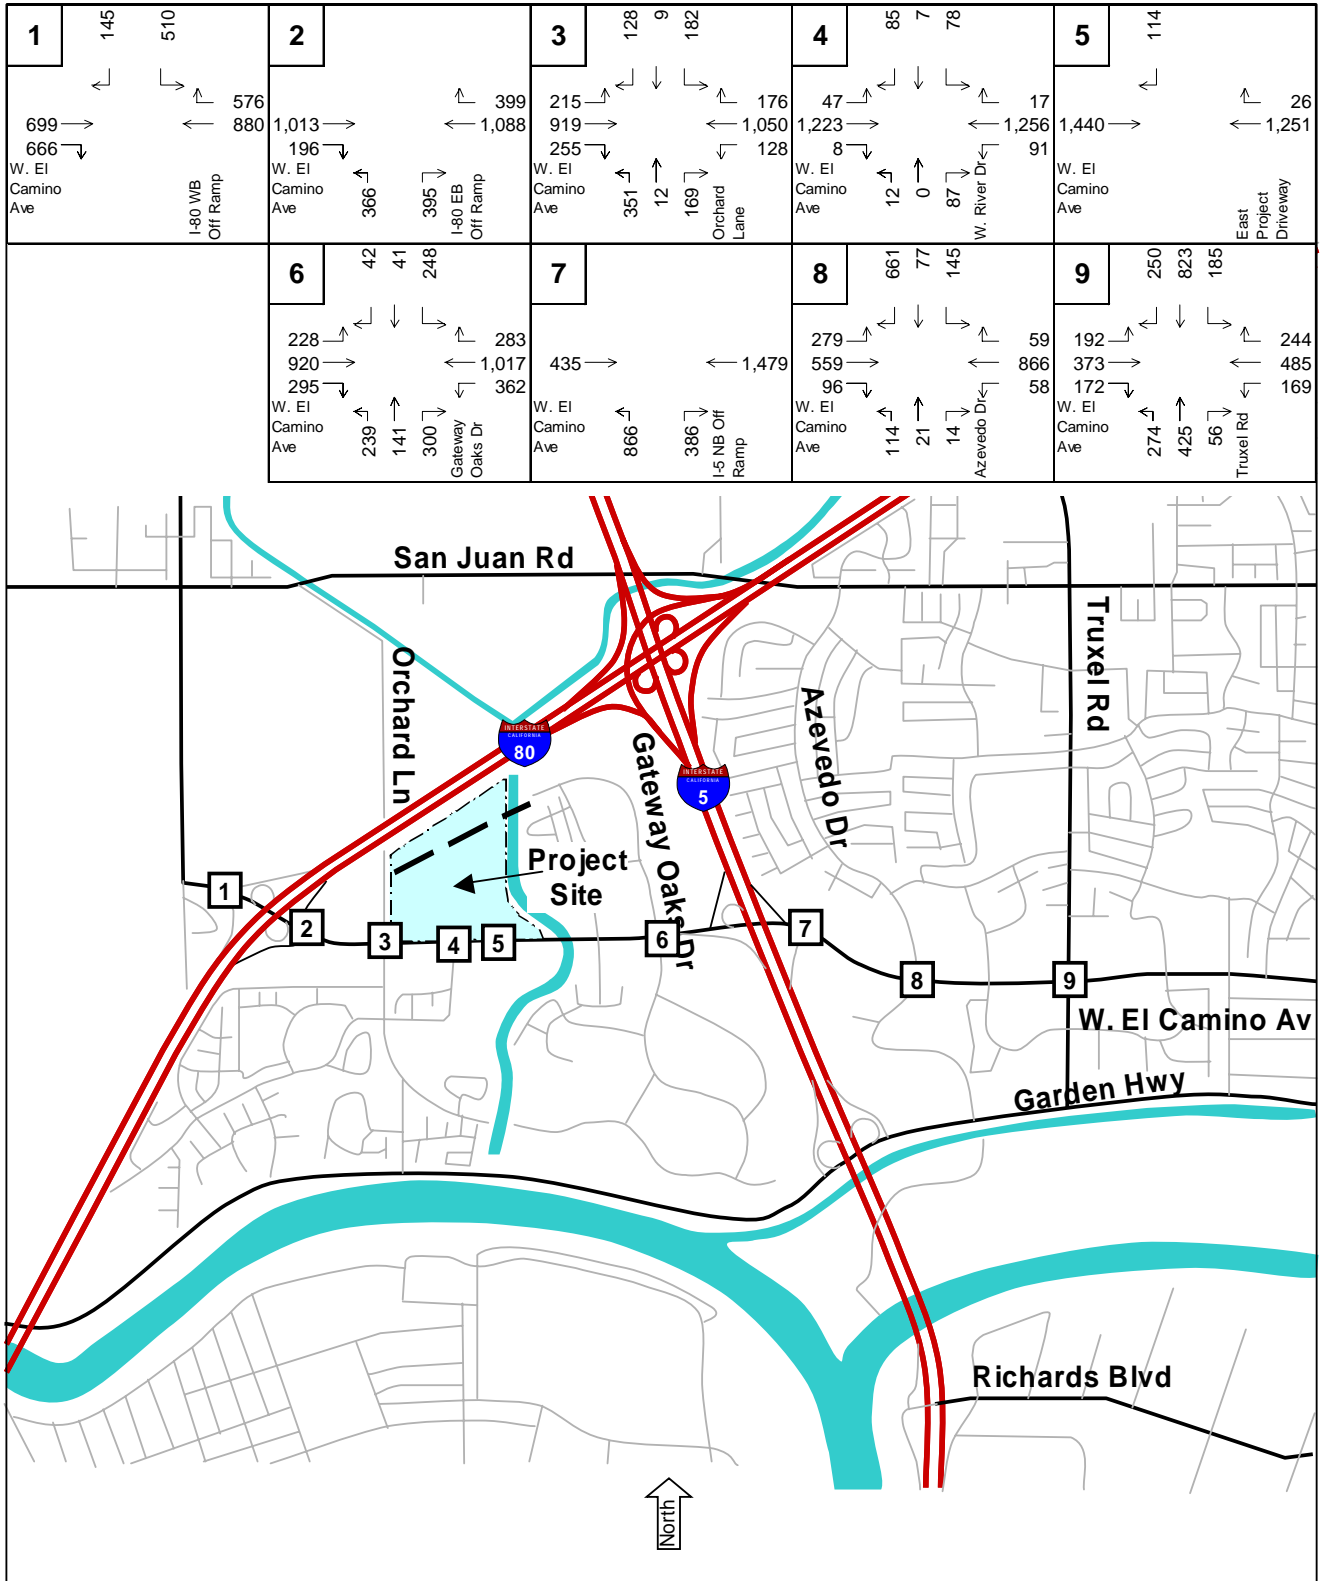 1
145
510
576
880
699
666
W. El
Camino
Ave
I-80 WB
Off Ramp
2
399
1,088
1,013
196
366
395
W. El
Camino
Ave
I-80 EB
Off Ramp
3
128
9
182
215
919
255
176
1,050
128
351
12
169
W. El
Camino
Ave
Orchard
Lane
4
85
7
78
47
1,223
8
17
1,256
91
12
0
87
W. El
Camino
Ave
W. River Dr
5
114
26
1,251
1,440
W. El
Camino
Ave
East
Project
Driveway
6
42
41
248
228
920
295
283
1,017
362
239
141
300
W. El
Camino
Ave
Gateway
Oaks Dr
7
435
1,479
866
386
W. El
Camino
Ave
I-5 NB Off
Ramp
8
661
77
145
279
559
96
59
866
58
114
21
14
W. El
Camino
Ave
Azevedo Dr
9
250
823
185
192
373
172
244
485
169
274
425
56
W. El
Camino
Ave
Truxel Rd
San Juan Rd
Orchard Ln
Truxel Rd
Azevedo Dr
Gateway Oaks Dr
INTERSTATE
CALIFORNIA
80
INTERSTATE
CALIFORNIA
5
Project
Site
1
2
3
4
5
6
7
8
9
W. El Camino Av
Garden Hwy
Richards Blvd
North